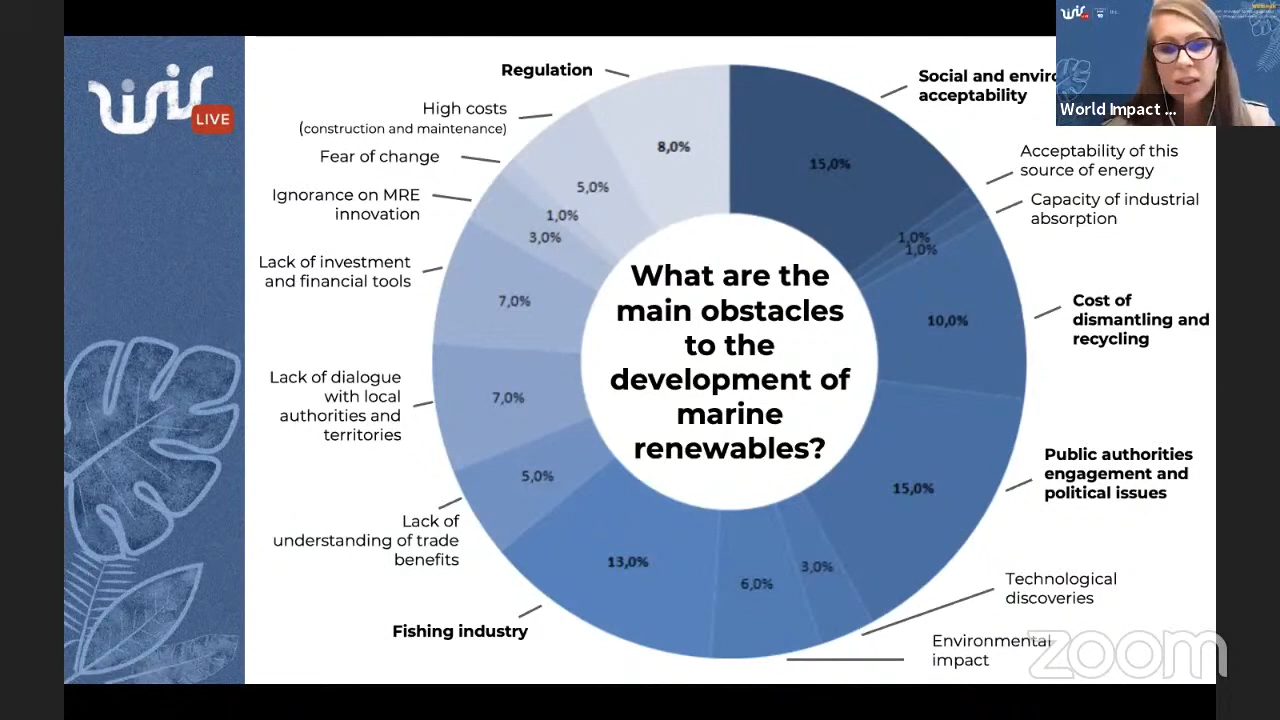 WIS
LIVE
Regulation
High costs
(construction and maintenance)
Fear of change
Ignorance on MRE
innovation
Lack of investment
and financial tools
Lack of dialogue
with local
authorities and
territories
Lack of
understanding of trade
benefits
Fishing industry
8,0%
5,0%
1,0%
3,0%
7,0%
7,0%
5,0%
13,0%
6,0%
3,0%
15,0%
10,0%
1,0%
1,0%
15,0%
What are the
main obstacles
to the
development of
marine
renewables?
Social and
acceptability
Acceptability of this
source of energy
Capacity of industrial
absorption
Cost of
dismantling and
recycling
Public authorities
engagement and
political issues
Technological
discoveries
Environmental
impact
World Impact ...
zoom